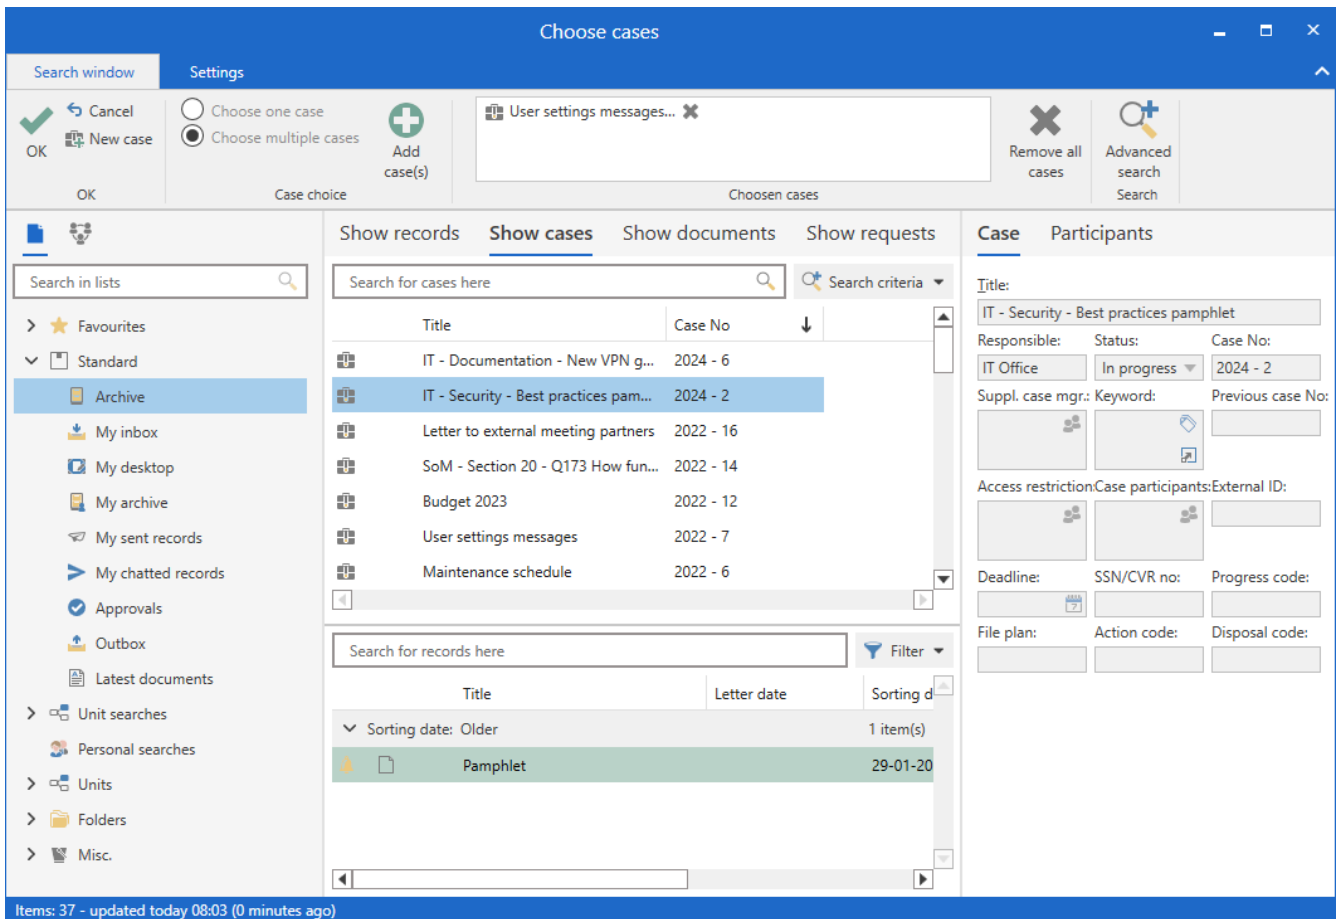 Choose cases
Search window Settings
OK
Cancel
New case
OK
Choose one case
Choose multiple cases
Add
case(s)
Case choice
User settings messages...
Choosen cases
Remove all
cases
Advanced
search
Search
Search in lists
Favourites
Standard
Archive
My inbox
My desktop
My archive
My sent records
My chatted records
Approvals
Outbox
Latest documents
Unit searches
Personal searches
Units
Folders
Misc.
Show records Show cases Show documents Show requests
Search for cases here Search criteria
Title Case No
IT - Documentation - New VPN g... 2024 - 6
IT - Security - Best practices pam... 2024 - 2
Letter to external meeting partners 2022 - 16
SoM - Section 20 - Q173 How fun... 2022 - 14
Budget 2023 2022 - 12
User settings messages 2022 - 7
Maintenance schedule 2022 - 6
Search for records here Filter
Title Letter date Sorting d
Sorting date: Older 1 item(s)
Pamphlet 29-01-20
Case Participants
Title:
IT - Security - Best practices pamphlet
Responsible: Status: Case No:
IT Office In progress 2024 - 2
Suppl. case mgr.: Keyword: Previous case No:
Access restriction: Case participants: External ID:
Deadline: SSN/CVR no: Progress code:
7
File plan: Action code: Disposal code:
Items: 37 - updated today 08:03 (0 minutes ago)